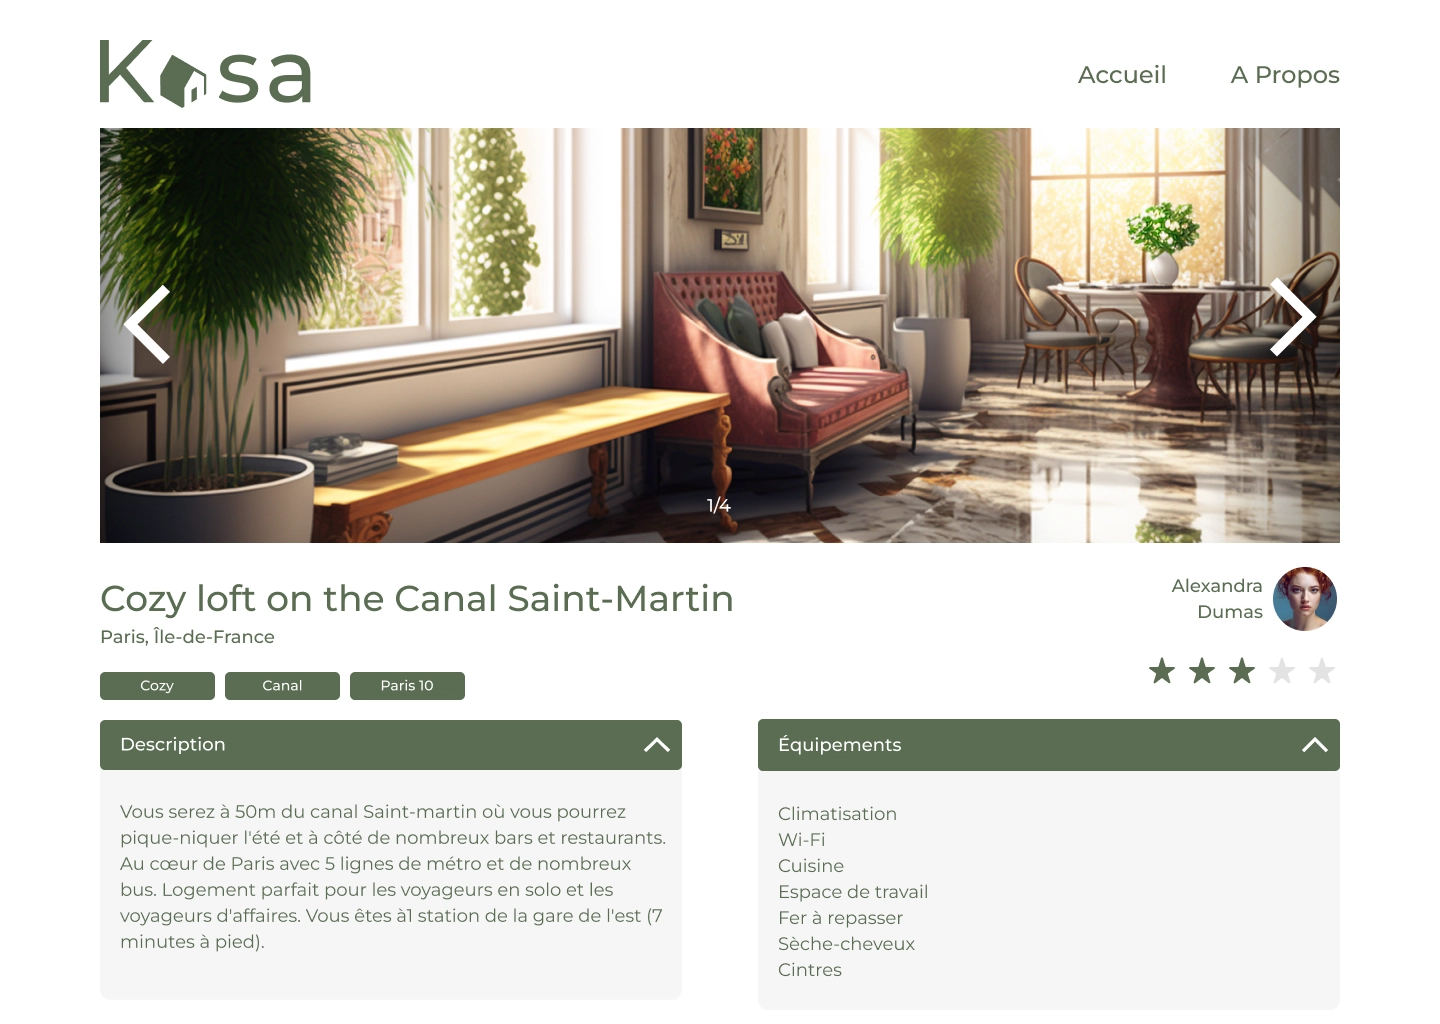 Kasa
Accueil
A Propos
1/4
Cozy loft on the Canal Saint-Martin
Paris, Île-de-France
Alexandra
Dumas
Cozy
Canal
Paris 10
Description
Vous serez à 50m du canal Saint-martin où vous pourrez
pique-niquer l'été et à côté de nombreux bars et restaurants.
Au cœur de Paris avec 5 lignes de métro et de nombreux
bus. Logement parfait pour les voyageurs en solo et les
voyageurs d'affaires. Vous êtes à1 station de la gare de l'est (7
minutes à pied).
Équipements
Climatisation
Wi-Fi
Cuisine
Espace de travail
Fer à repasser
Sèche-cheveux
Cintres